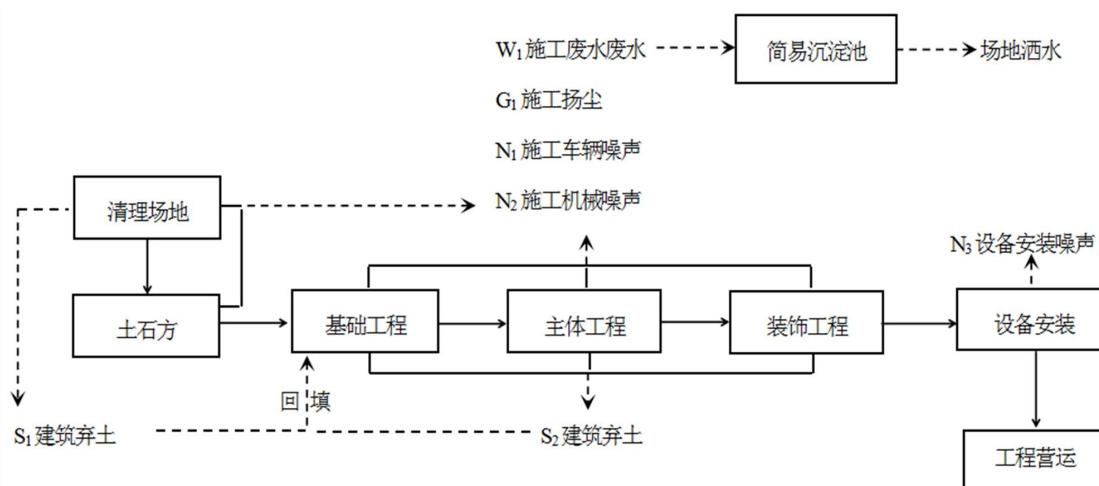 W₁施工废水废水
简易沉淀池
场地洒水
G₁施工扬尘
N₁施工车辆噪声
N₂施工机械噪声
清理场地
N₃设备安装噪声
土石方
基础工程
主体工程
装饰工程
设备安装
回填
S₁建筑弃土
S₂建筑弃土
工程营运